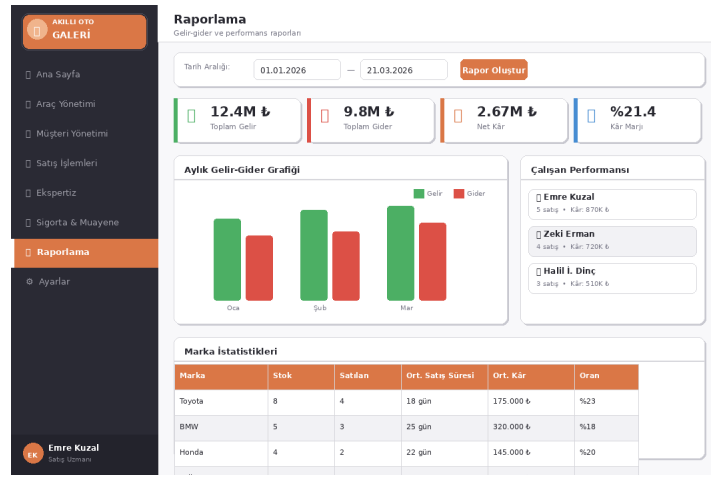 AKILLI OTO
GALERİ
Ana Sayfa
Araç Yönetimi
Müşteri Yönetimi
Satış İşlemleri
Ekspertiz
Sigorta & Muayene
Raporlama
Ayarlar
EK
Emre Kuzal
Satış Uzmanı
Raporlama
Gelir-gider ve performans raporları
Tarih Aralığı:
01.01.2026 — 21.03.2026
Rapor Oluştur
12.4M ₺
Toplam Gelir
9.8M ₺
Toplam Gider
2.67M ₺
Net Kâr
%21.4
Kâr Marjı
Aylık Gelir-Gider Grafiği
Gelir Gider
Oca Şub Mar
Çalışan Performansı
Emre Kuzal
5 satış • Kâr: 870K ₺
Zeki Erman
4 satış • Kâr: 720K ₺
Halil İ. Dinç
3 satış • Kâr: 510K ₺
Marka İstatistikleri
Marka Stok Satılan Ort. Satış Süresi Ort. Kâr Oran
Toyota 8 4 18 gün 175.000 ₺ %23
BMW 5 3 25 gün 320.000 ₺ %18
Honda 4 2 22 gün 145.000 ₺ %20